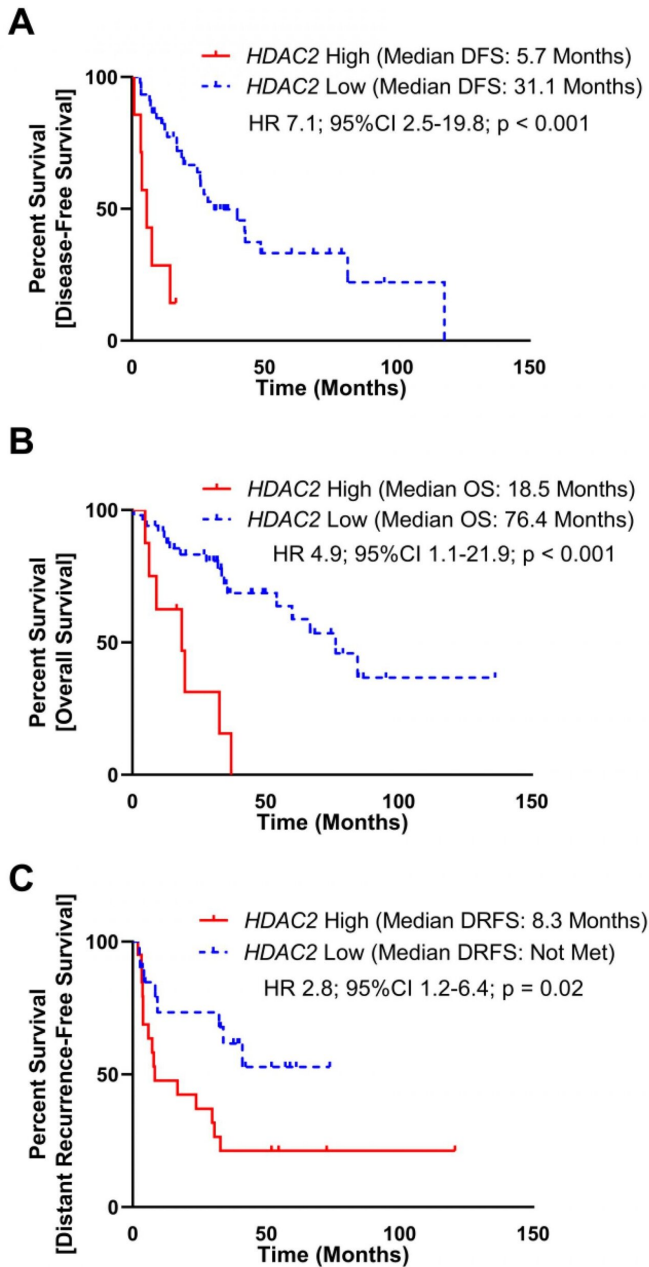 A
HDAC2 High (Median DFS: 5.7 Months)
HDAC2 Low (Median DFS: 31.1 Months)
HR 7.1; 95%CI 2.5-19.8; p < 0.001
Percent Survival
[Disease-Free Survival]
100
50
0
0 50 100 150
Time (Months)
B
HDAC2 High (Median OS: 18.5 Months)
HDAC2 Low (Median OS: 76.4 Months)
HR 4.9; 95%CI 1.1-21.9; p < 0.001
Percent Survival
[Overall Survival]
100
50
0
0 50 100 150
Time (Months)
C
HDAC2 High (Median DRFS: 8.3 Months)
HDAC2 Low (Median DRFS: Not Met)
HR 2.8; 95%CI 1.2-6.4; p = 0.02
Percent Survival
[Distant Recurrence-Free Survival]
100
50
0
0 50 100 150
Time (Months)